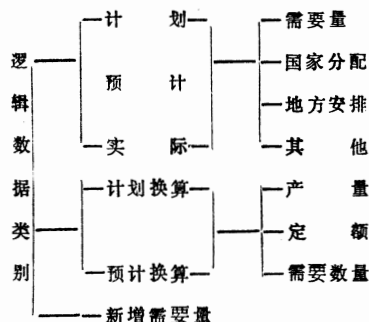 逻辑数据类别
计划
预计
实际
需要量
国家分配
地方安排
其他
计划换算
预计换算
产量
定额
需要数量
新增需要量